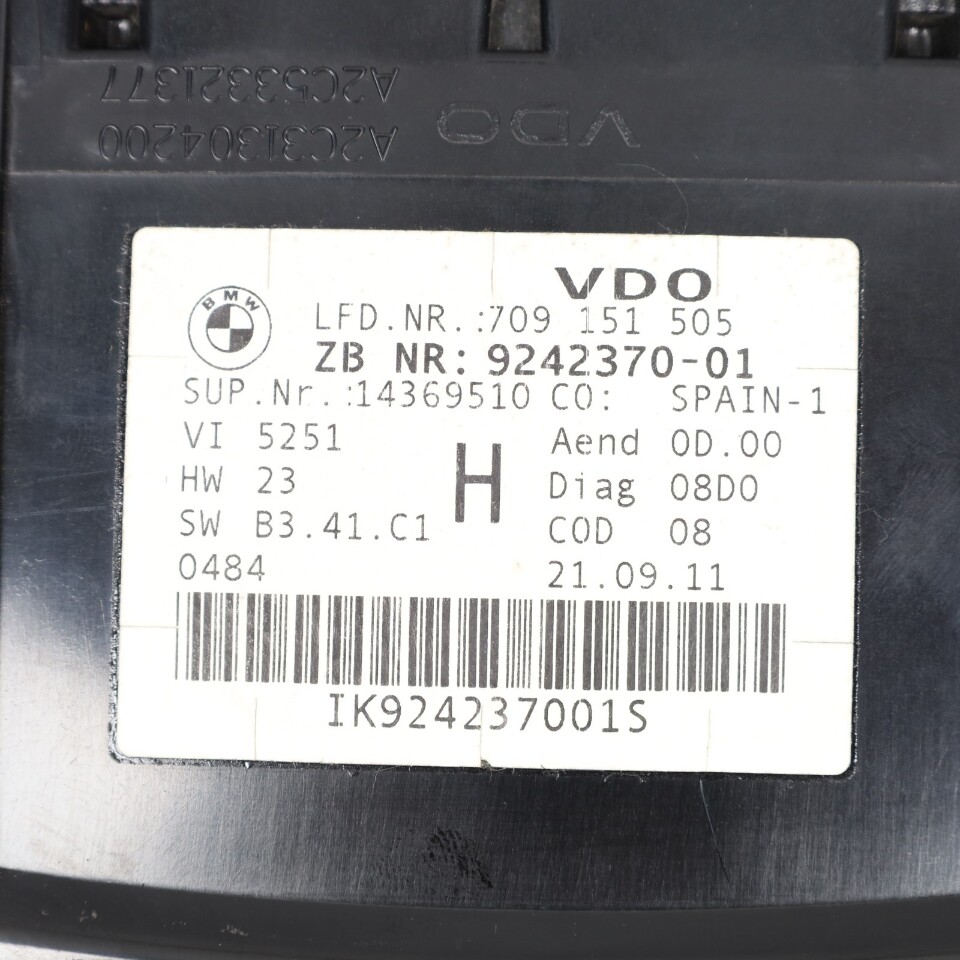 A2C53321377
A2C31304200
VDO
VDO
BMW
LFD.NR.:709 151 505
ZB NR: 9242370-01
SUP.Nr.:14369510 CO: SPAIN-1
VI 5251 Aend 0D.00
HW 23 H Diag 08D0
SW B3.41.C1 COD 08
0484 21.09.11
IK924237001S